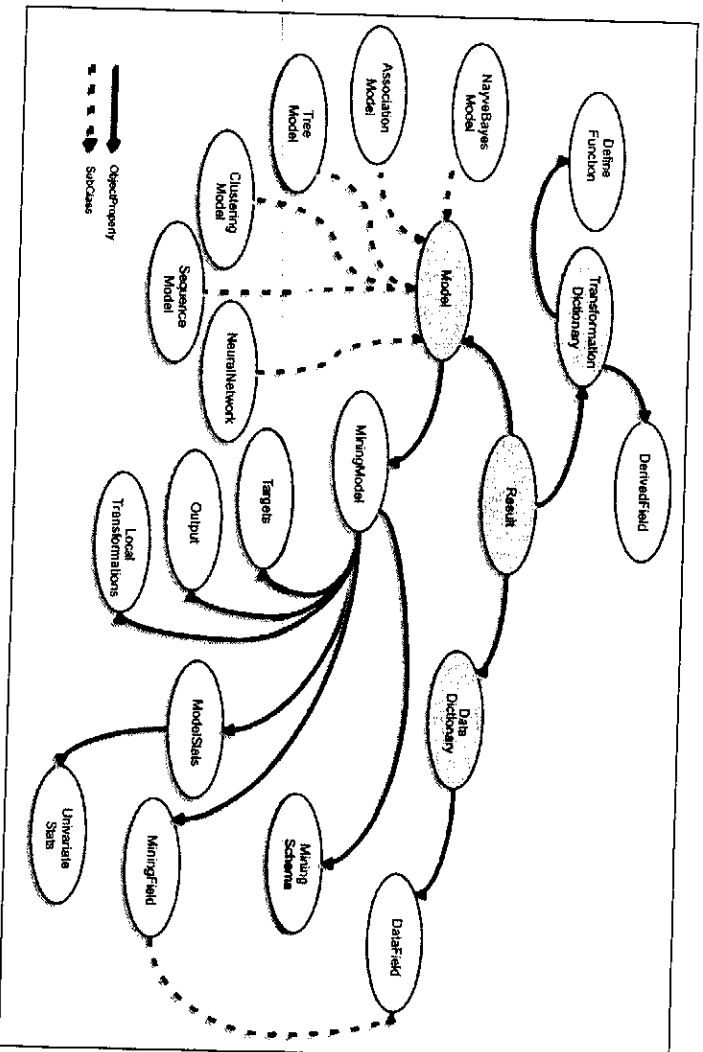 DerivedField
Define
Function
Transformation
Dictionary
Result
NayveBayes
Model
Model
Data
Dictionary
DataField
Association
Model
MiningModel
Tree
Model
Targets
Mining
Schema
Clustering
Model
NeuralNetwork
Output
ModelStats
Sequence
Model
Local
Transformations
MiningField
Univariate
Stats
ObjectProperty
SubClass